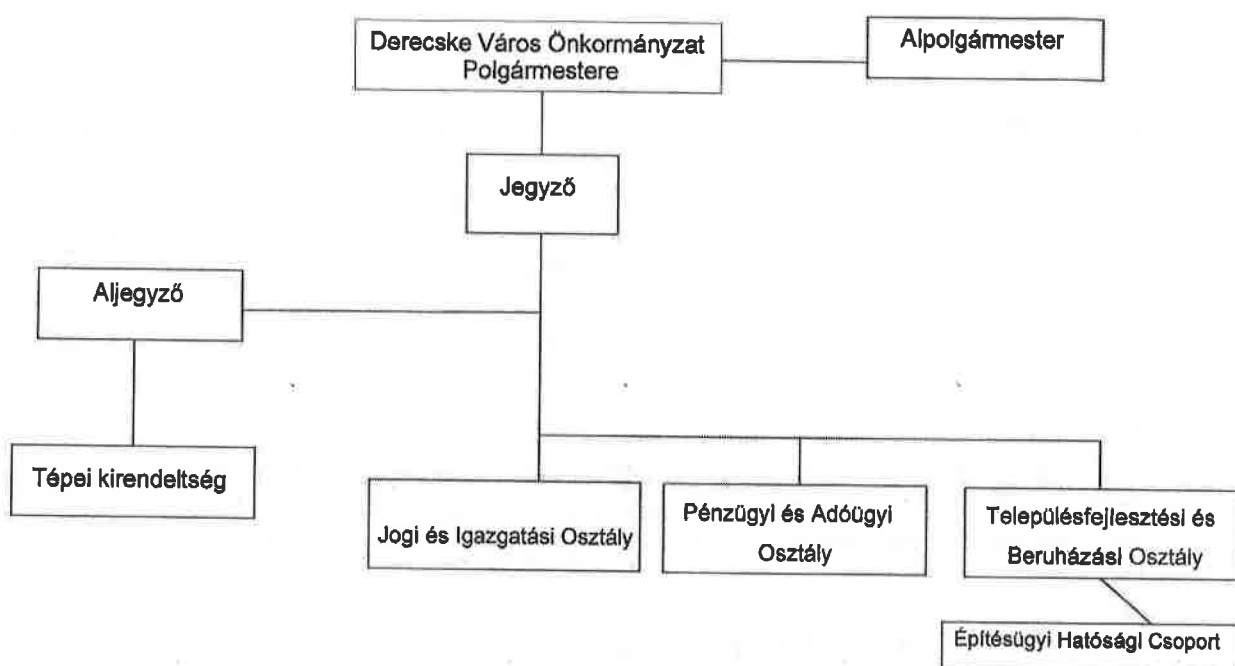 Derecske Város Önkormányzat
Polgármestere
Alpolgármester
Jegyző
Aljegyző
Tépei kirendeltség
Jogi és Igazgatási Osztály
Pénzügyi és Adóügyi
Osztály
Településfejlesztési és
Beruházási Osztály
Építésügyi Hatósági Csoport